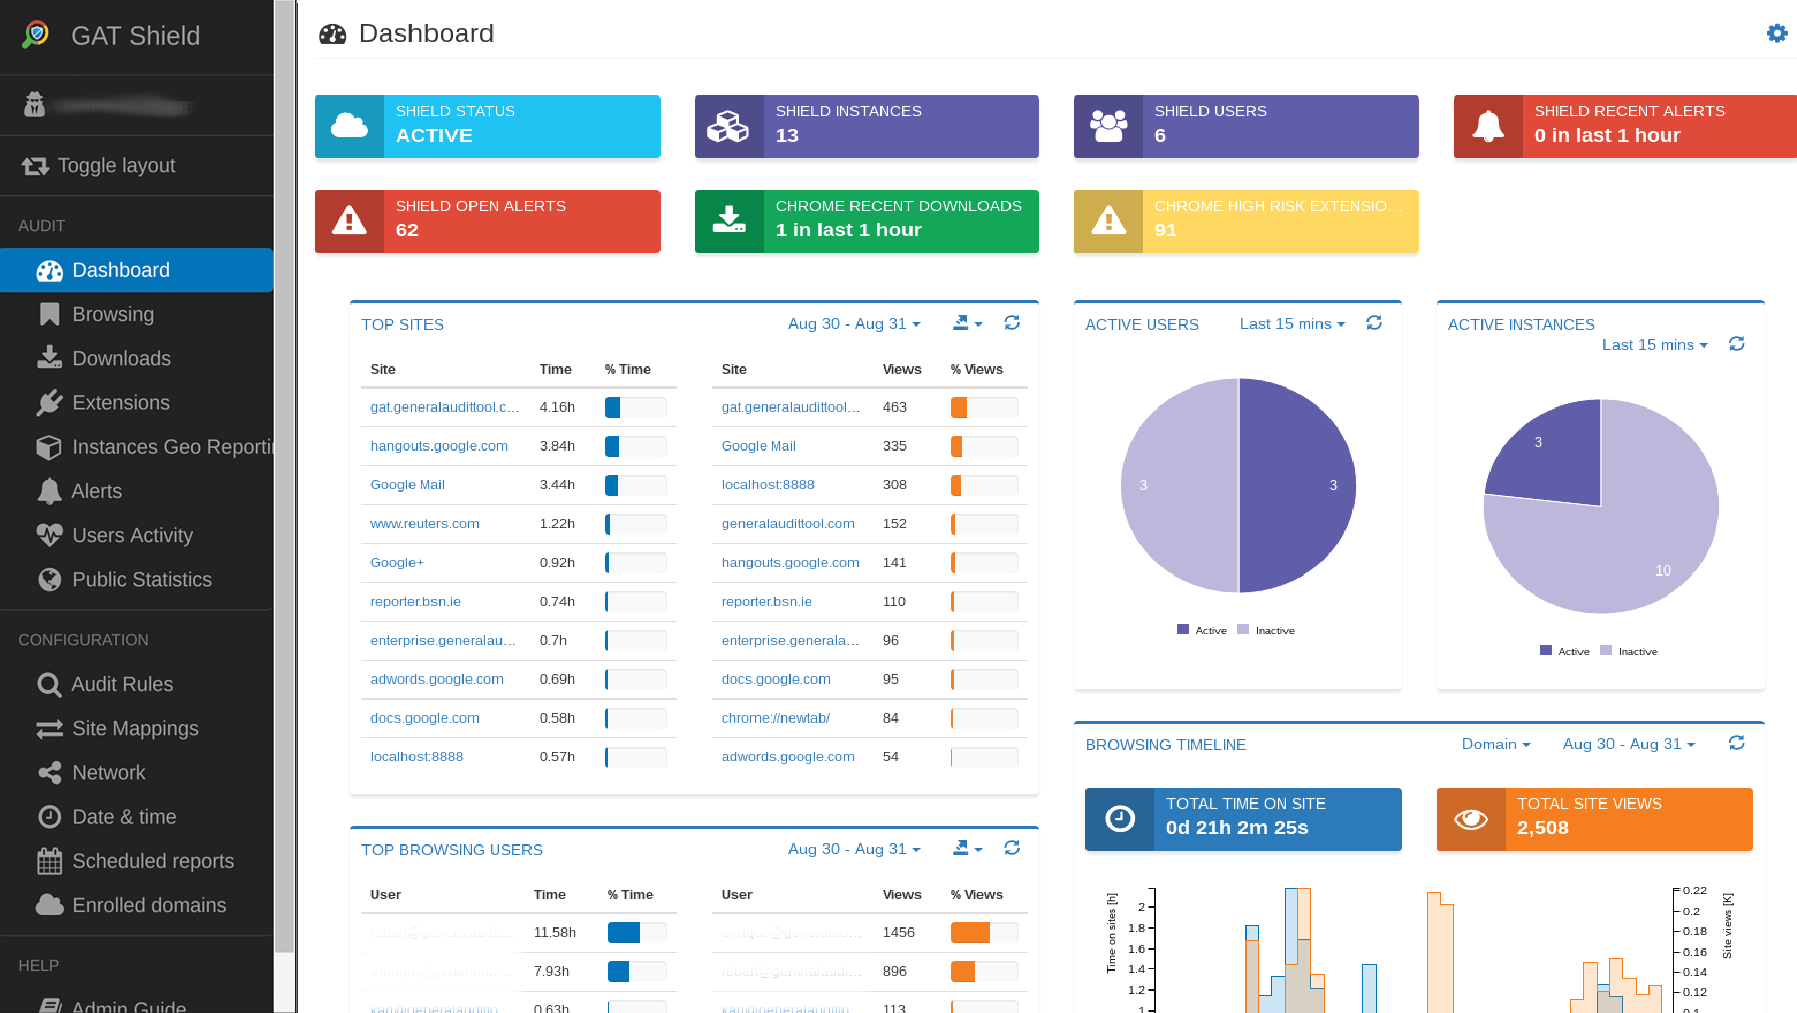 GAT Shield
Toggle layout
AUDIT
Dashboard
Browsing
Downloads
Extensions
Instances Geo Reporti
Alerts
Users Activity
Public Statistics
CONFIGURATION
Audit Rules
Site Mappings
Network
Date & time
Scheduled reports
Enrolled domains
HELP
Admin Guide
Dashboard
SHIELD STATUS
ACTIVE
SHIELD INSTANCES
13
SHIELD USERS
6
SHIELD RECENT ALERTS
0 in last 1 hour
SHIELD OPEN ALERTS
62
CHROME RECENT DOWNLOADS
1 in last 1 hour
CHROME HIGH RISK EXTENSIO...
91
TOP SITES Aug 30 - Aug 31
Site Time % Time Site Views % Views
gat.generalaudittool.c... 4.16h gat.generalaudittool... 463
hangouts.google.com 3.84h Google Mail 335
Google Mail 3.44h localhost:8888 308
www.reuters.com 1.22h generalaudittool.com 152
Google+ 0.92h hangouts.google.com 141
reporter.bsn.ie 0.74h reporter.bsn.ie 110
enterprise.generalau... 0.7h enterprise.generala... 96
adwords.google.com 0.69h docs.google.com 95
docs.google.com 0.58h chrome://newtab/ 84
localhost:8888 0.57h adwords.google.com 54
TOP BROWSING USERS Aug 30 - Aug 31
User Time % Time User Views % Views
11.58h 1456
7.93h 896
0.63h 113
ACTIVE USERS Last 15 mins
3 3
Active Inactive
ACTIVE INSTANCES
Last 15 mins
3
10
Active Inactive
BROWSING TIMELINE Domain Aug 30 - Aug 31
TOTAL TIME ON SITE
0d 21h 2m 25s
TOTAL SITE VIEWS
2,508
Time on sites [h]
2
1.8
1.6
1.4
1.2
1
0.22
0.2
0.18
0.16
0.14
0.12
0.1
Site views [K]